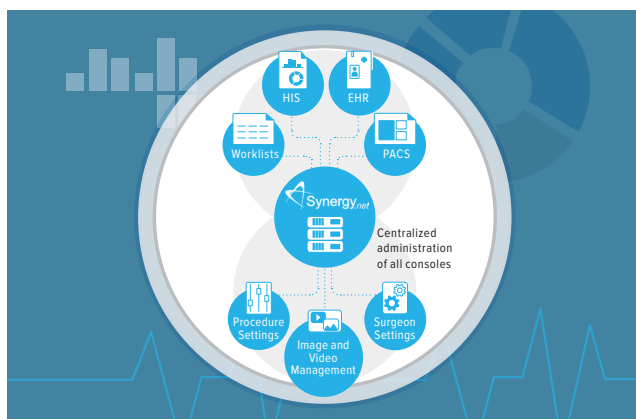 HIS
EHR
Worklists
PACS
Synergy.net
Centralized
administration
of all consoles
Procedure
Settings
Image and
Video
Management
Surgeon
Settings